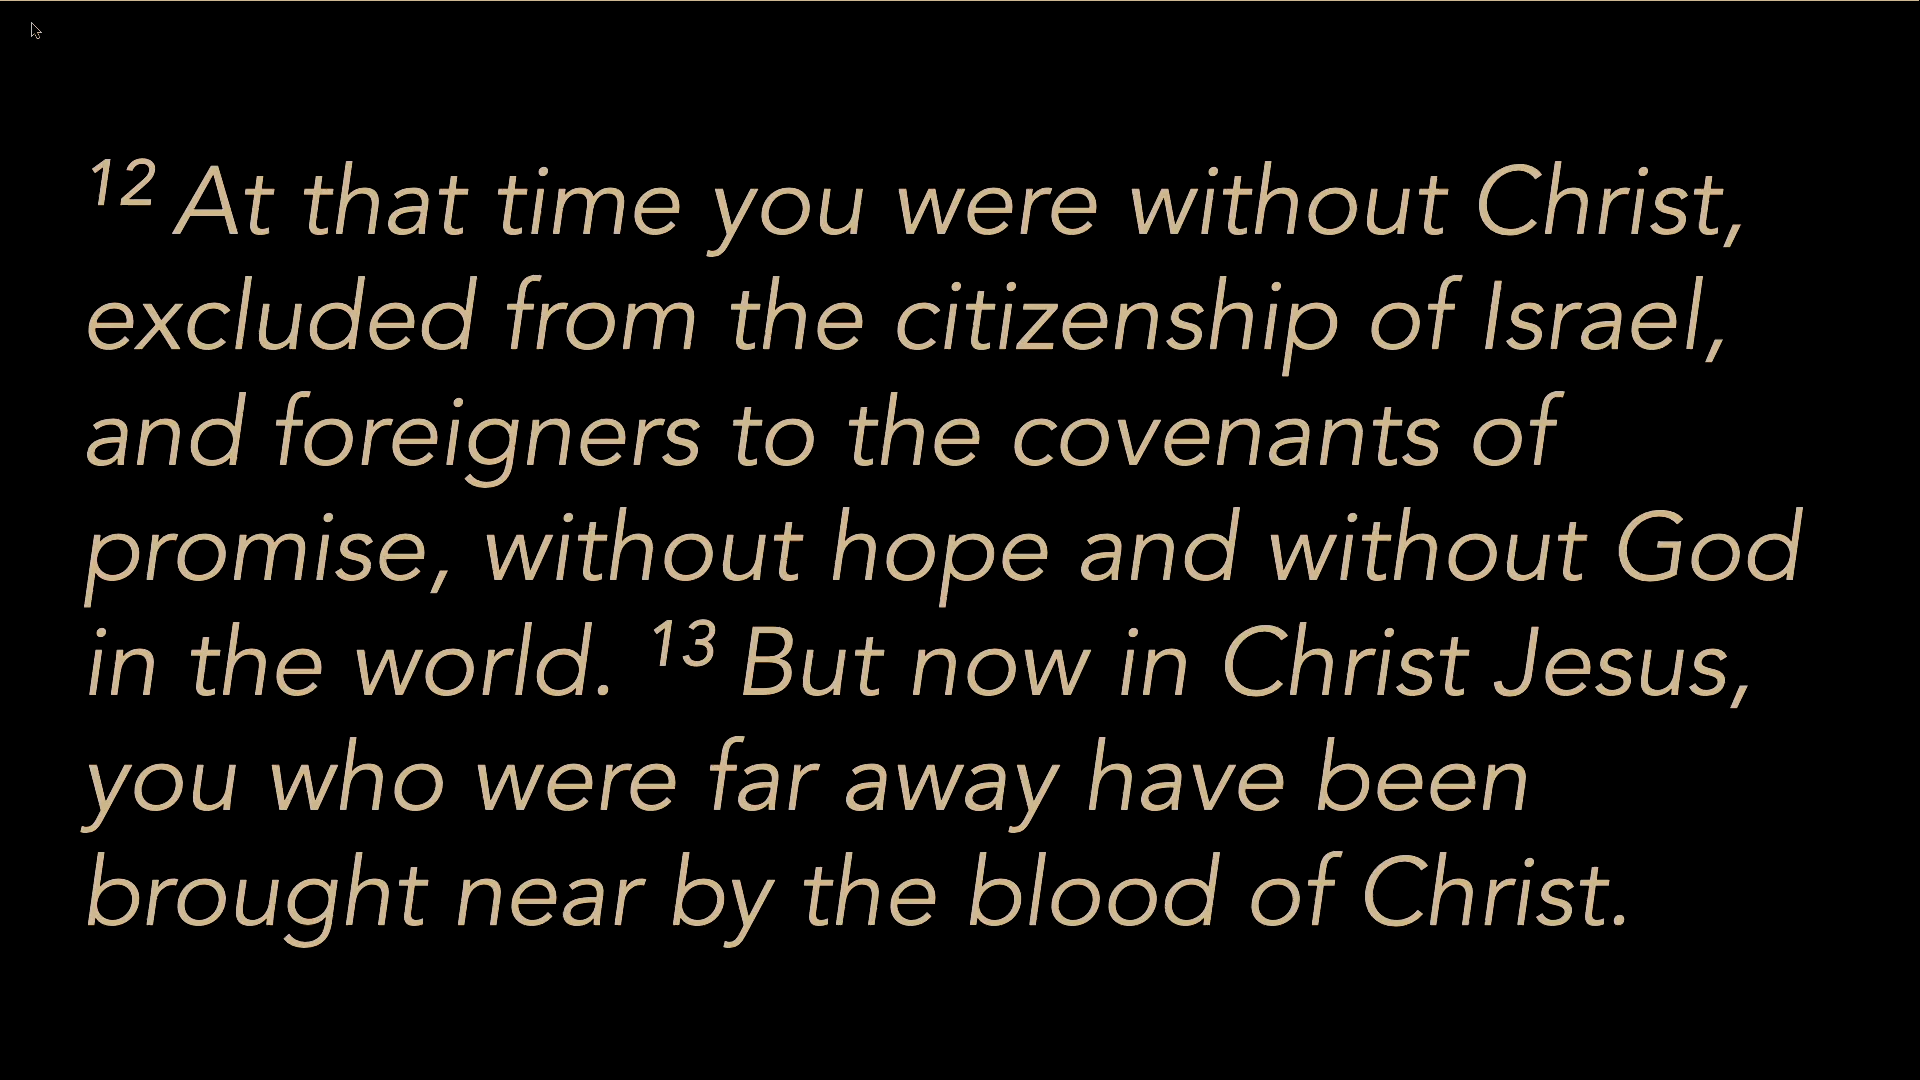 12 At that time you were without Christ,
excluded from the citizenship of Israel,
and foreigners to the covenants of
promise, without hope and without God
in the world. 13 But now in Christ Jesus,
you who were far away have been
brought near by the blood of Christ.